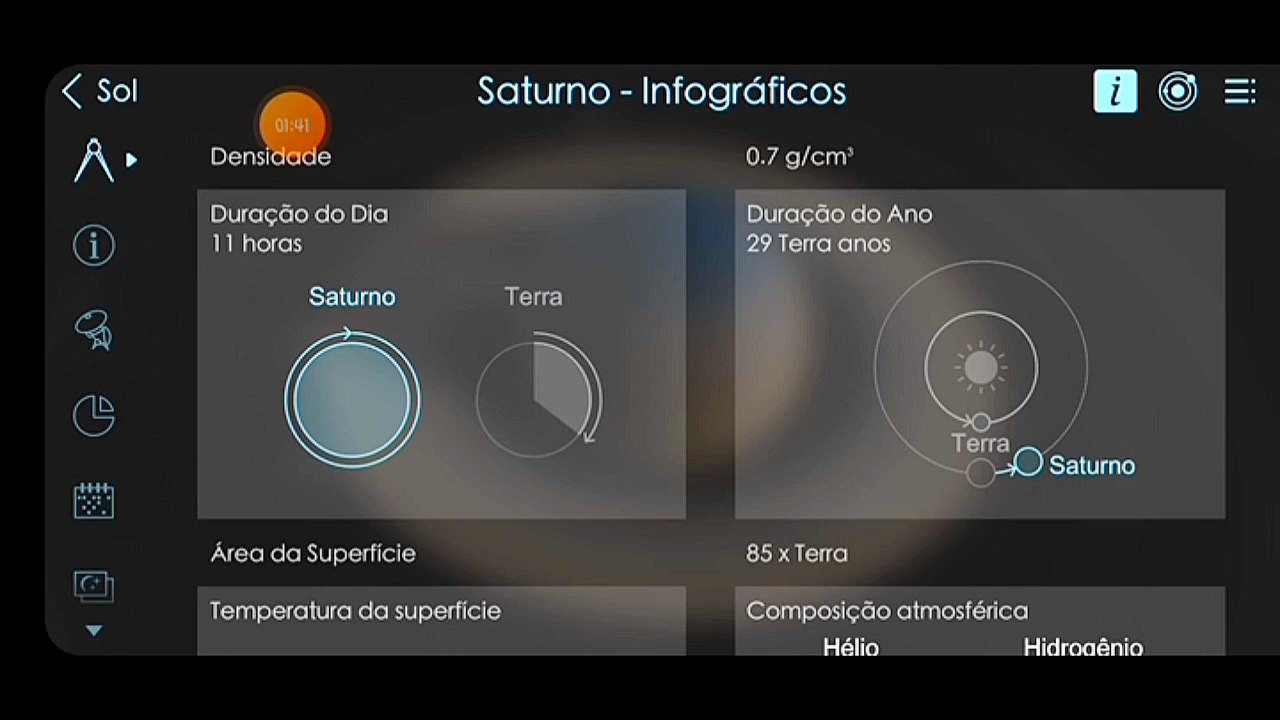 Sol
Saturno - Infográficos
i
01:41
Densidade
0.7 g/cm³
Duração do Dia
11 horas
Saturno
Terra
Duração do Ano
29 Terra anos
Terra
Saturno
Área da Superfície
85 x Terra
Temperatura da superfície
Composição atmosférica
Hélio
Hidrogênio